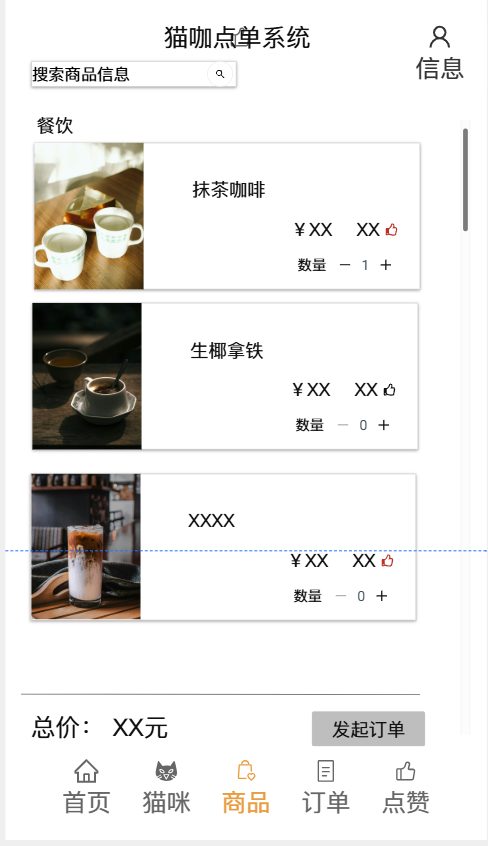 猫咖点单系统
信息
搜索商品信息
餐饮
抹茶咖啡
￥XX XX
数量 － 1 ＋
生椰拿铁
￥XX XX
数量 － 0 ＋
XXXX
￥XX XX
数量 － 0 ＋
总价： XX元
发起订单
首页 猫咪 商品 订单 点赞